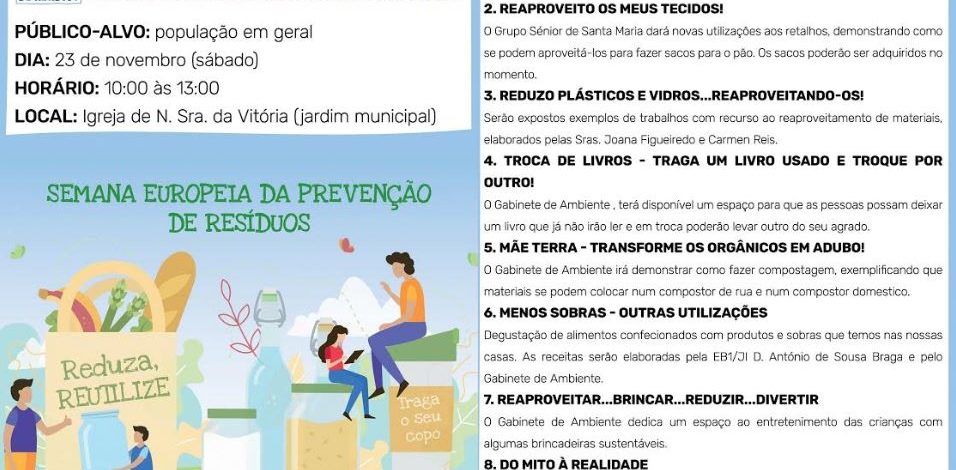 PÚBLICO-ALVO: população em geral
DIA: 23 de novembro (sábado)
HORÁRIO: 10:00 às 13:00
LOCAL: Igreja de N. Sra. da Vitória (jardim municipal)
SEMANA EUROPEIA DA PREVENÇÃO
DE RESÍDUOS
Reduza,
REUTILIZE
Traga
o seu
copo
2. REAPROVEITO OS MEUS TECIDOS!
O Grupo Sénior de Santa Maria dará novas utilizações aos retalhos, demonstrando como
se podem aproveitá-los para fazer sacos para o pão. Os sacos poderão ser adquiridos no
momento.
3. REDUZO PLÁSTICOS E VIDROS...REAPROVEITANDO-OS!
Serão expostos exemplos de trabalhos com recurso ao reaproveitamento de materiais,
elaborados pelas Sras. Joana Figueiredo e Carmen Reis.
4. TROCA DE LIVROS - TRAGA UM LIVRO USADO E TROQUE POR
OUTRO!
O Gabinete de Ambiente , terá disponível um espaço para que as pessoas possam deixar
um livro que já não irão ler e em troca poderão levar outro do seu agrado.
5. MÃE TERRA - TRANSFORME OS ORGÂNICOS EM ADUBO!
O Gabinete de Ambiente irá demonstrar como fazer compostagem, exemplificando que
materiais se podem colocar num compostor de rua e num compostor domestico.
6. MENOS SOBRAS - OUTRAS UTILIZAÇÕES
Degustação de alimentos confecionados com produtos e sobras que temos nas nossas
casas. As receitas serão elaboradas pela EB1/JI D. António de Sousa Braga e pelo
Gabinete de Ambiente.
7. REAPROVEITAR...BRINCAR...REDUZIR...DIVERTIR
O Gabinete de Ambiente dedica um espaço ao entretenimento das crianças com
algumas brincadeiras sustentáveis.
8. DO MITO À REALIDADE